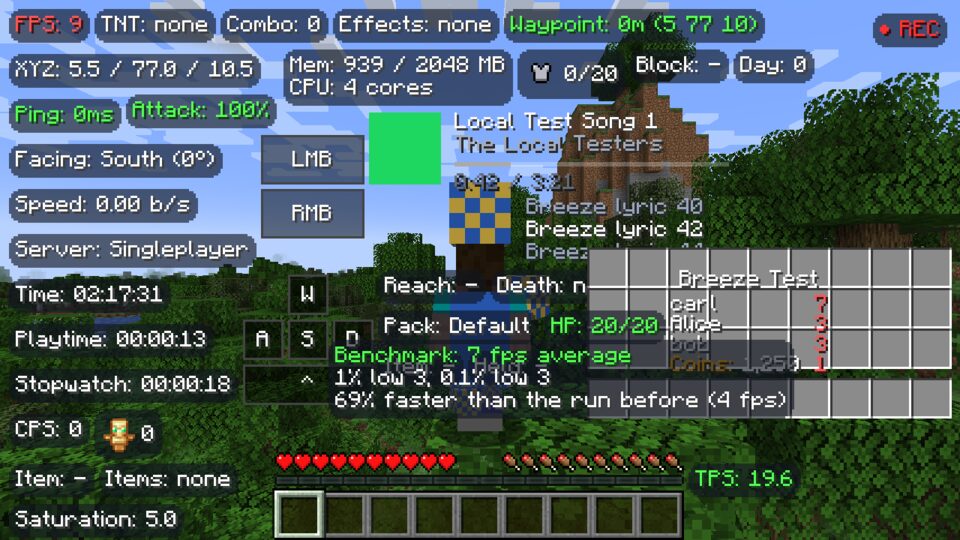 FPS: 9 TNT: none Combo: 0 Effects: none Waypoint: 0m (5 77 10) REC
XYZ: 5.5 / 77.0 / 10.5
Mem: 939 / 2048 MB
CPU: 4 cores
0/20
Block: -
Day: 0
Ping: 0ms
Attack: 100%
Local Test Song 1
The Local Testers
0:42 / 3:21
Facing: South (0°)
LMB
RMB
Speed: 0.00 b/s
Breeze lyric 40
Breeze lyric 42
Breeze lyric 44
Server: Singleplayer
Time: 02:17:31
W
Reach: - Death: n
Breeze Test
carl 7
Alice 3
bob 3
Coins: 1,250 1
Playtime: 00:00:13
A S D
Pack: Default HP: 20/20
Benchmark: 7 fps average
1% low 3, 0.1% low 3
69% faster than the run before (4 fps)
Stopwatch: 00:00:18
^
CPS: 0
0
Item: - Items: none
TPS: 19.6
Saturation: 5.0